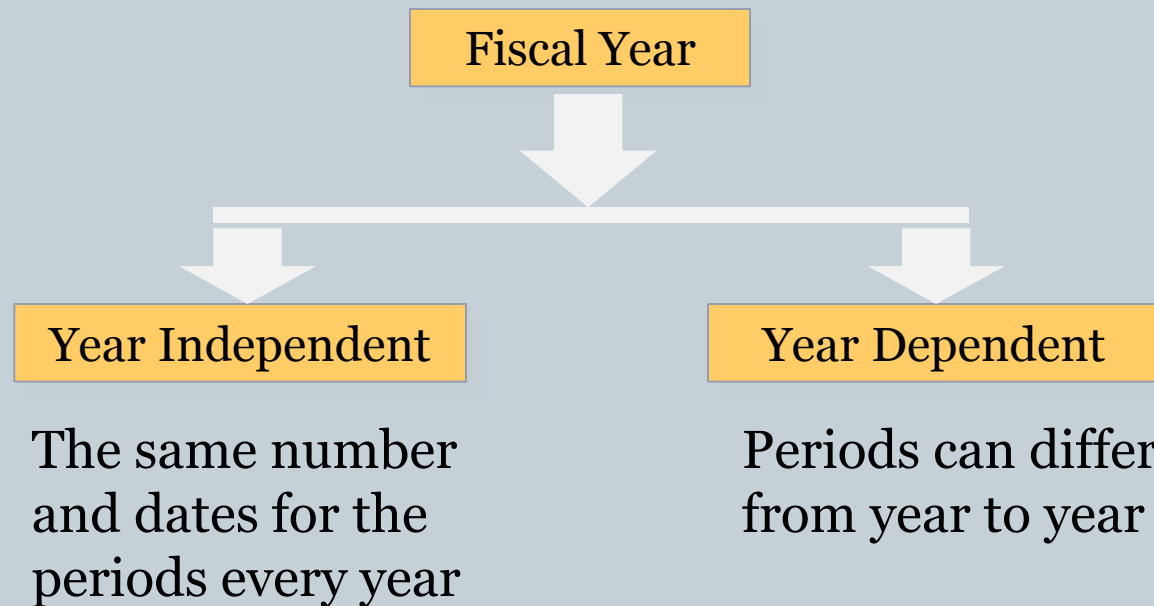 Fiscal Year
Year Independent
Year Dependent
The same number
and dates for the
periods every year
Periods can differ
from year to year